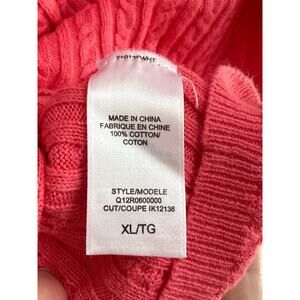 MADE IN CHINA
FABRIQUE EN CHINE
100% COTTON/
COTON
STYLE/MODELE
Q12R0600000
CUT/COUPE IK12136
XL/TG